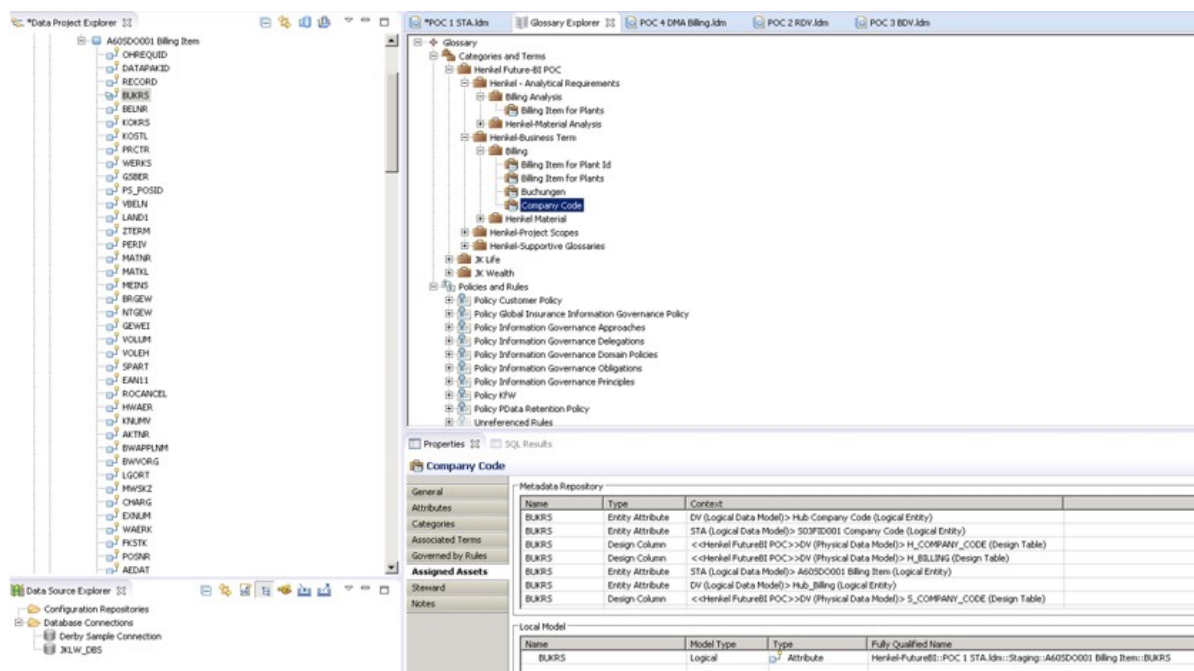 *Data Project Explorer
A60SDO001 Billing Item
OHREQUID
DATAPAKID
RECORD
BUKRS
BELNR
KOKRS
KOSTL
PRCTR
WERKS
GSBER
PS_POSID
VBELN
LAND1
ZTERM
PERIV
MATNR
MATKL
MEINS
BRGEW
NTGEW
GEWEI
VOLUM
VOLEH
SPART
EAN11
ROCANCEL
HWAER
KNUMV
AKTNR
BWAPPLNM
BWVORG
LGORT
MWSKZ
CHARG
EXNUM
WAERK
FKSTK
POSNR
AEDAT
Data Source Explorer
Configuration Repositories
Database Connections
Derby Sample Connection
JKLW_DBS
*POC 1 STA.ldm
Glossary Explorer
POC 4 DMA Billing.ldm
POC 2 RDV.ldm
POC 3 BDV.ldm
Glossary
Categories and Terms
Henkel Future-BI POC
Henkel - Analytical Requirements
Billing Analysis
Billing Item for Plants
Henkel-Material Analysis
Henkel-Business Term
Billing
Billing Item for Plant Id
Billing Item for Plants
Buchungen
Company Code
Henkel Material
Henkel-Project Scopes
Henkel-Supportive Glossaries
JK Life
JK Wealth
Policies and Rules
Policy Customer Policy
Policy Global Insurance Information Governance Policy
Policy Information Governance Approaches
Policy Information Governance Delegations
Policy Information Governance Domain Policies
Policy Information Governance Obligations
Policy Information Governance Principles
Policy KfW
Policy PData Retention Policy
Unreferenced Rules
Properties
SQL Results
Company Code
General
Attributes
Categories
Associated Terms
Governed by Rules
Assigned Assets
Steward
Notes
Metadata Repository
Name Type Context
BUKRS Entity Attribute DV (Logical Data Model)> Hub Company Code (Logical Entity)
BUKRS Entity Attribute STA (Logical Data Model)> S03FID001 Company Code (Logical Entity)
BUKRS Design Column <<Henkel FutureBI POC>>DV (Physical Data Model)> H_COMPANY_CODE (Design Table)
BUKRS Design Column <<Henkel FutureBI POC>>DV (Physical Data Model)> H_BILLING (Design Table)
BUKRS Entity Attribute STA (Logical Data Model)> A60SDO001 Billing Item (Logical Entity)
BUKRS Entity Attribute DV (Logical Data Model)> Hub_Billing (Logical Entity)
BUKRS Design Column <<Henkel FutureBI POC>>DV (Physical Data Model)> S_COMPANY_CODE (Design Table)
Local Model
Name Model Type Type Fully Qualified Name
BUKRS Logical Attribute Henkel-FutureBI::POC 1 STA.ldm::Staging::A60SDO001 Billing Item::BUKRS